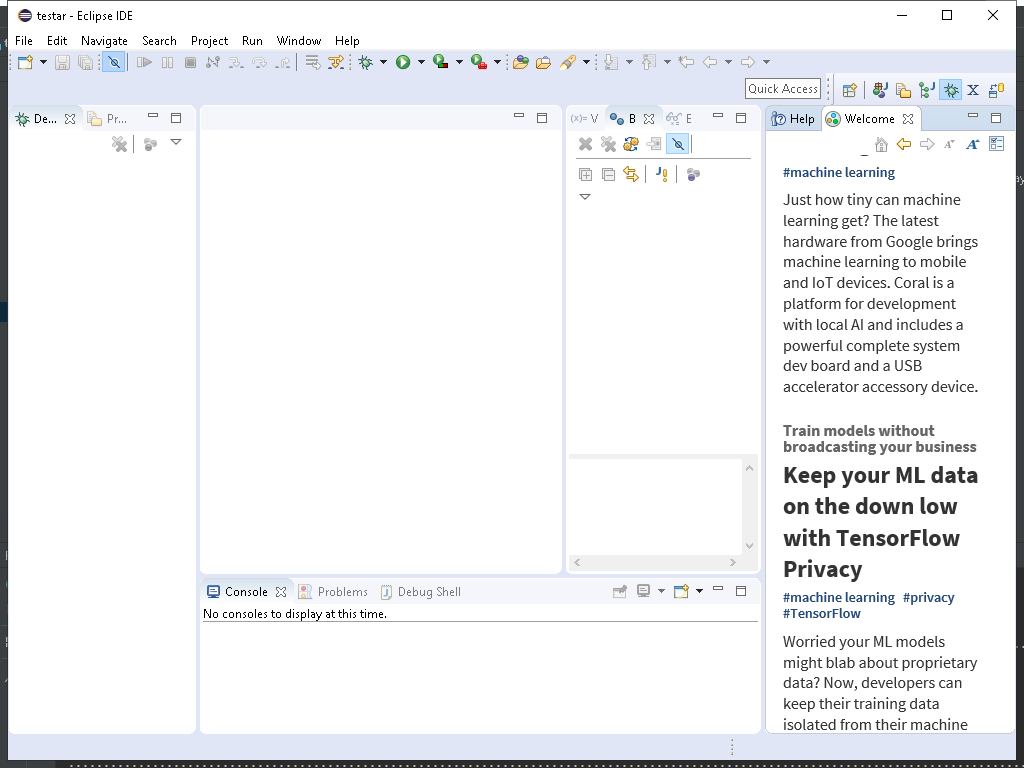 testar - Eclipse IDE
File Edit Navigate Search Project Run Window Help
Quick Access
De...
Pr...
(x)= V
B
E
Help
Welcome
#machine learning
Just how tiny can machine
learning get? The latest
hardware from Google brings
machine learning to mobile
and IoT devices. Coral is a
platform for development
with local AI and includes a
powerful complete system
dev board and a USB
accelerator accessory device.
Train models without
broadcasting your business
Keep your ML data
on the down low
with TensorFlow
Privacy
#machine learning #privacy
#TensorFlow
Worried your ML models
might blab about proprietary
data? Now, developers can
keep their training data
isolated from their machine
Console
Problems
Debug Shell
No consoles to display at this time.